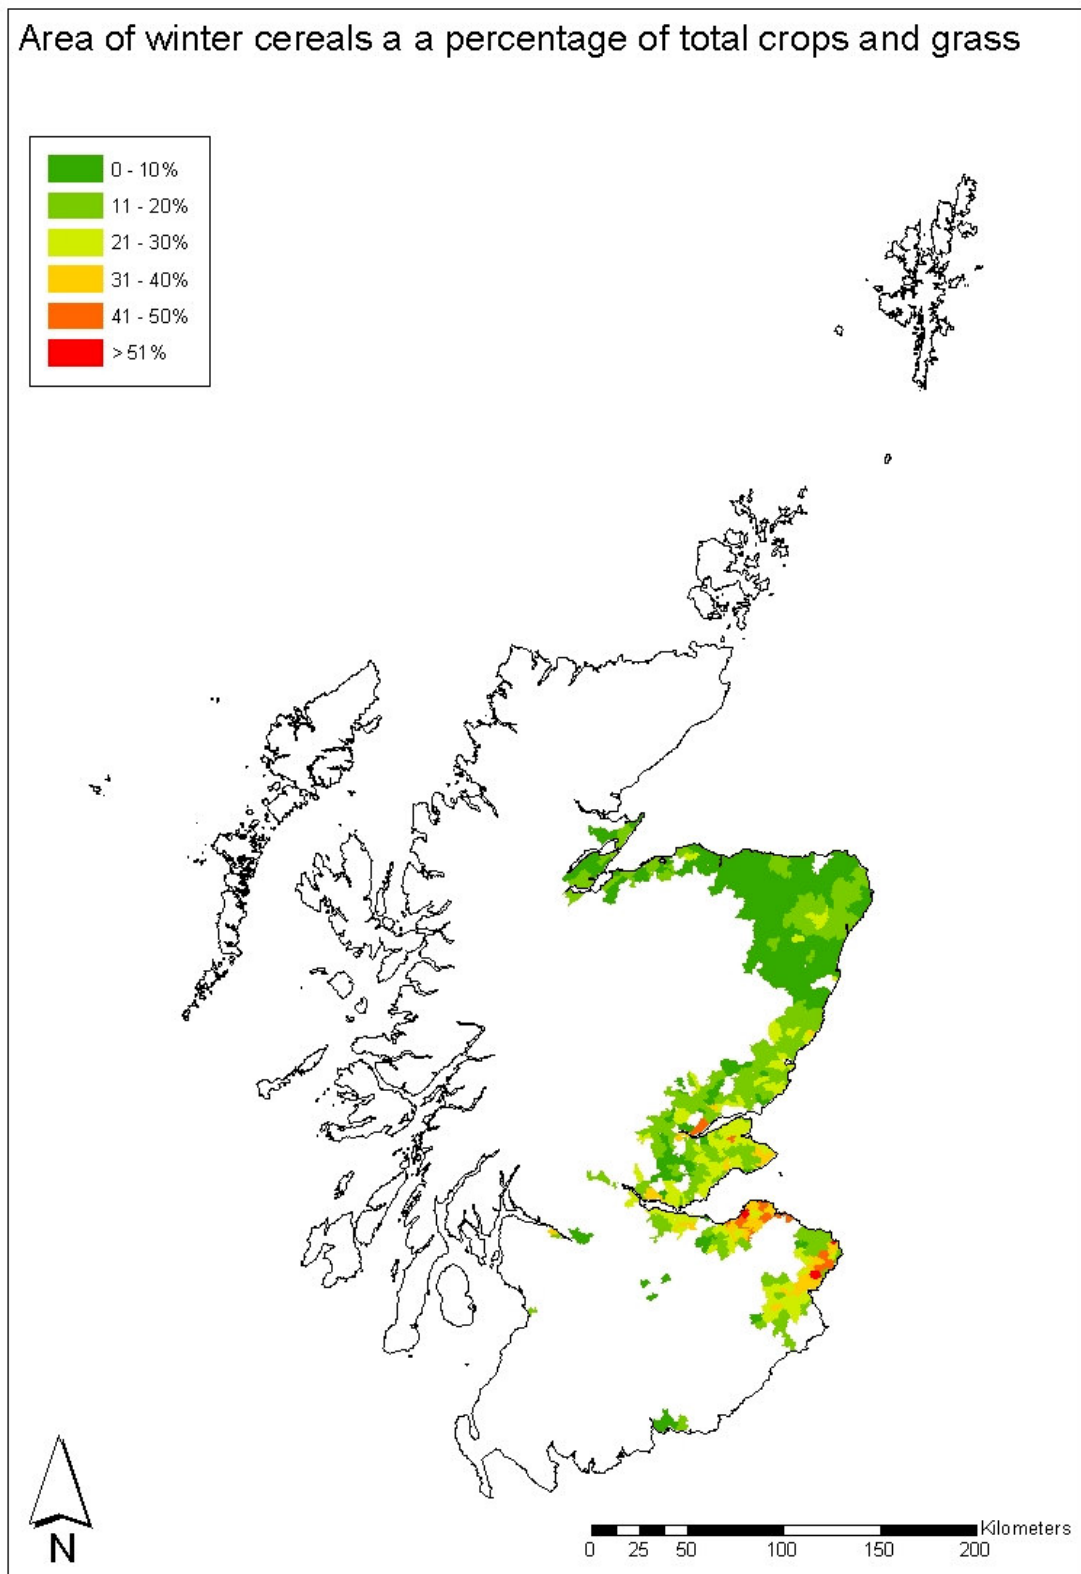 Area of winter cereals a a percentage of total crops and grass
0 - 10%
11 - 20%
21 - 30%
31 - 40%
41 - 50%
> 51%
N
Kilometers
0 25 50 100 150 200